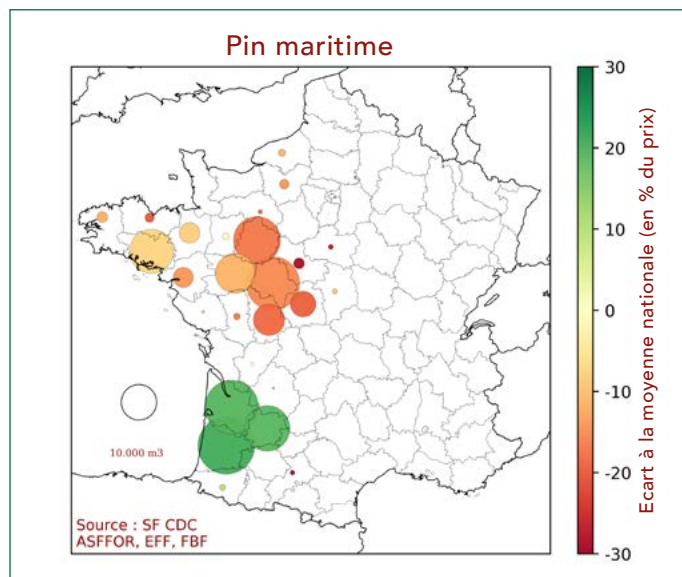 Pin maritime
30
20
10
0
-10
-20
-30
Ecart à la moyenne nationale (en % du prix)
10.000 m3
Source : SF CDC
ASFFOR, EFF, FBF